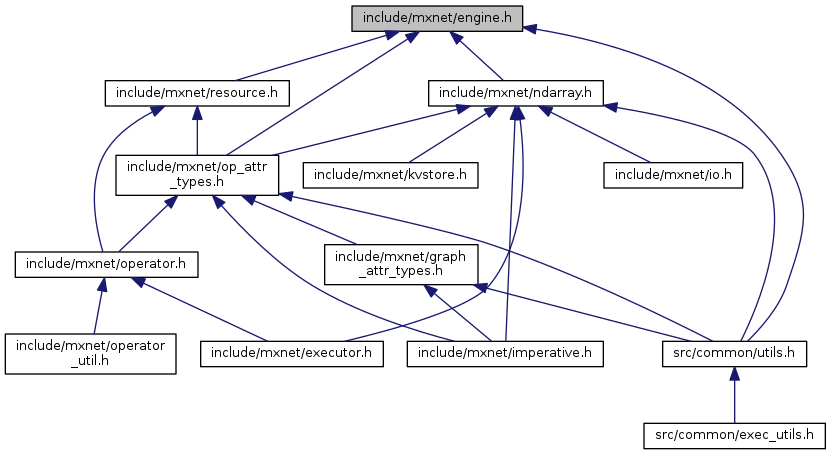 include/mxnet/engine.h
include/mxnet/resource.h
include/mxnet/ndarray.h
include/mxnet/op_attr
_types.h
include/mxnet/kvstore.h
include/mxnet/io.h
include/mxnet/operator.h
include/mxnet/graph
_attr_types.h
include/mxnet/operator
_util.h
include/mxnet/executor.h
include/mxnet/imperative.h
src/common/utils.h
src/common/exec_utils.h